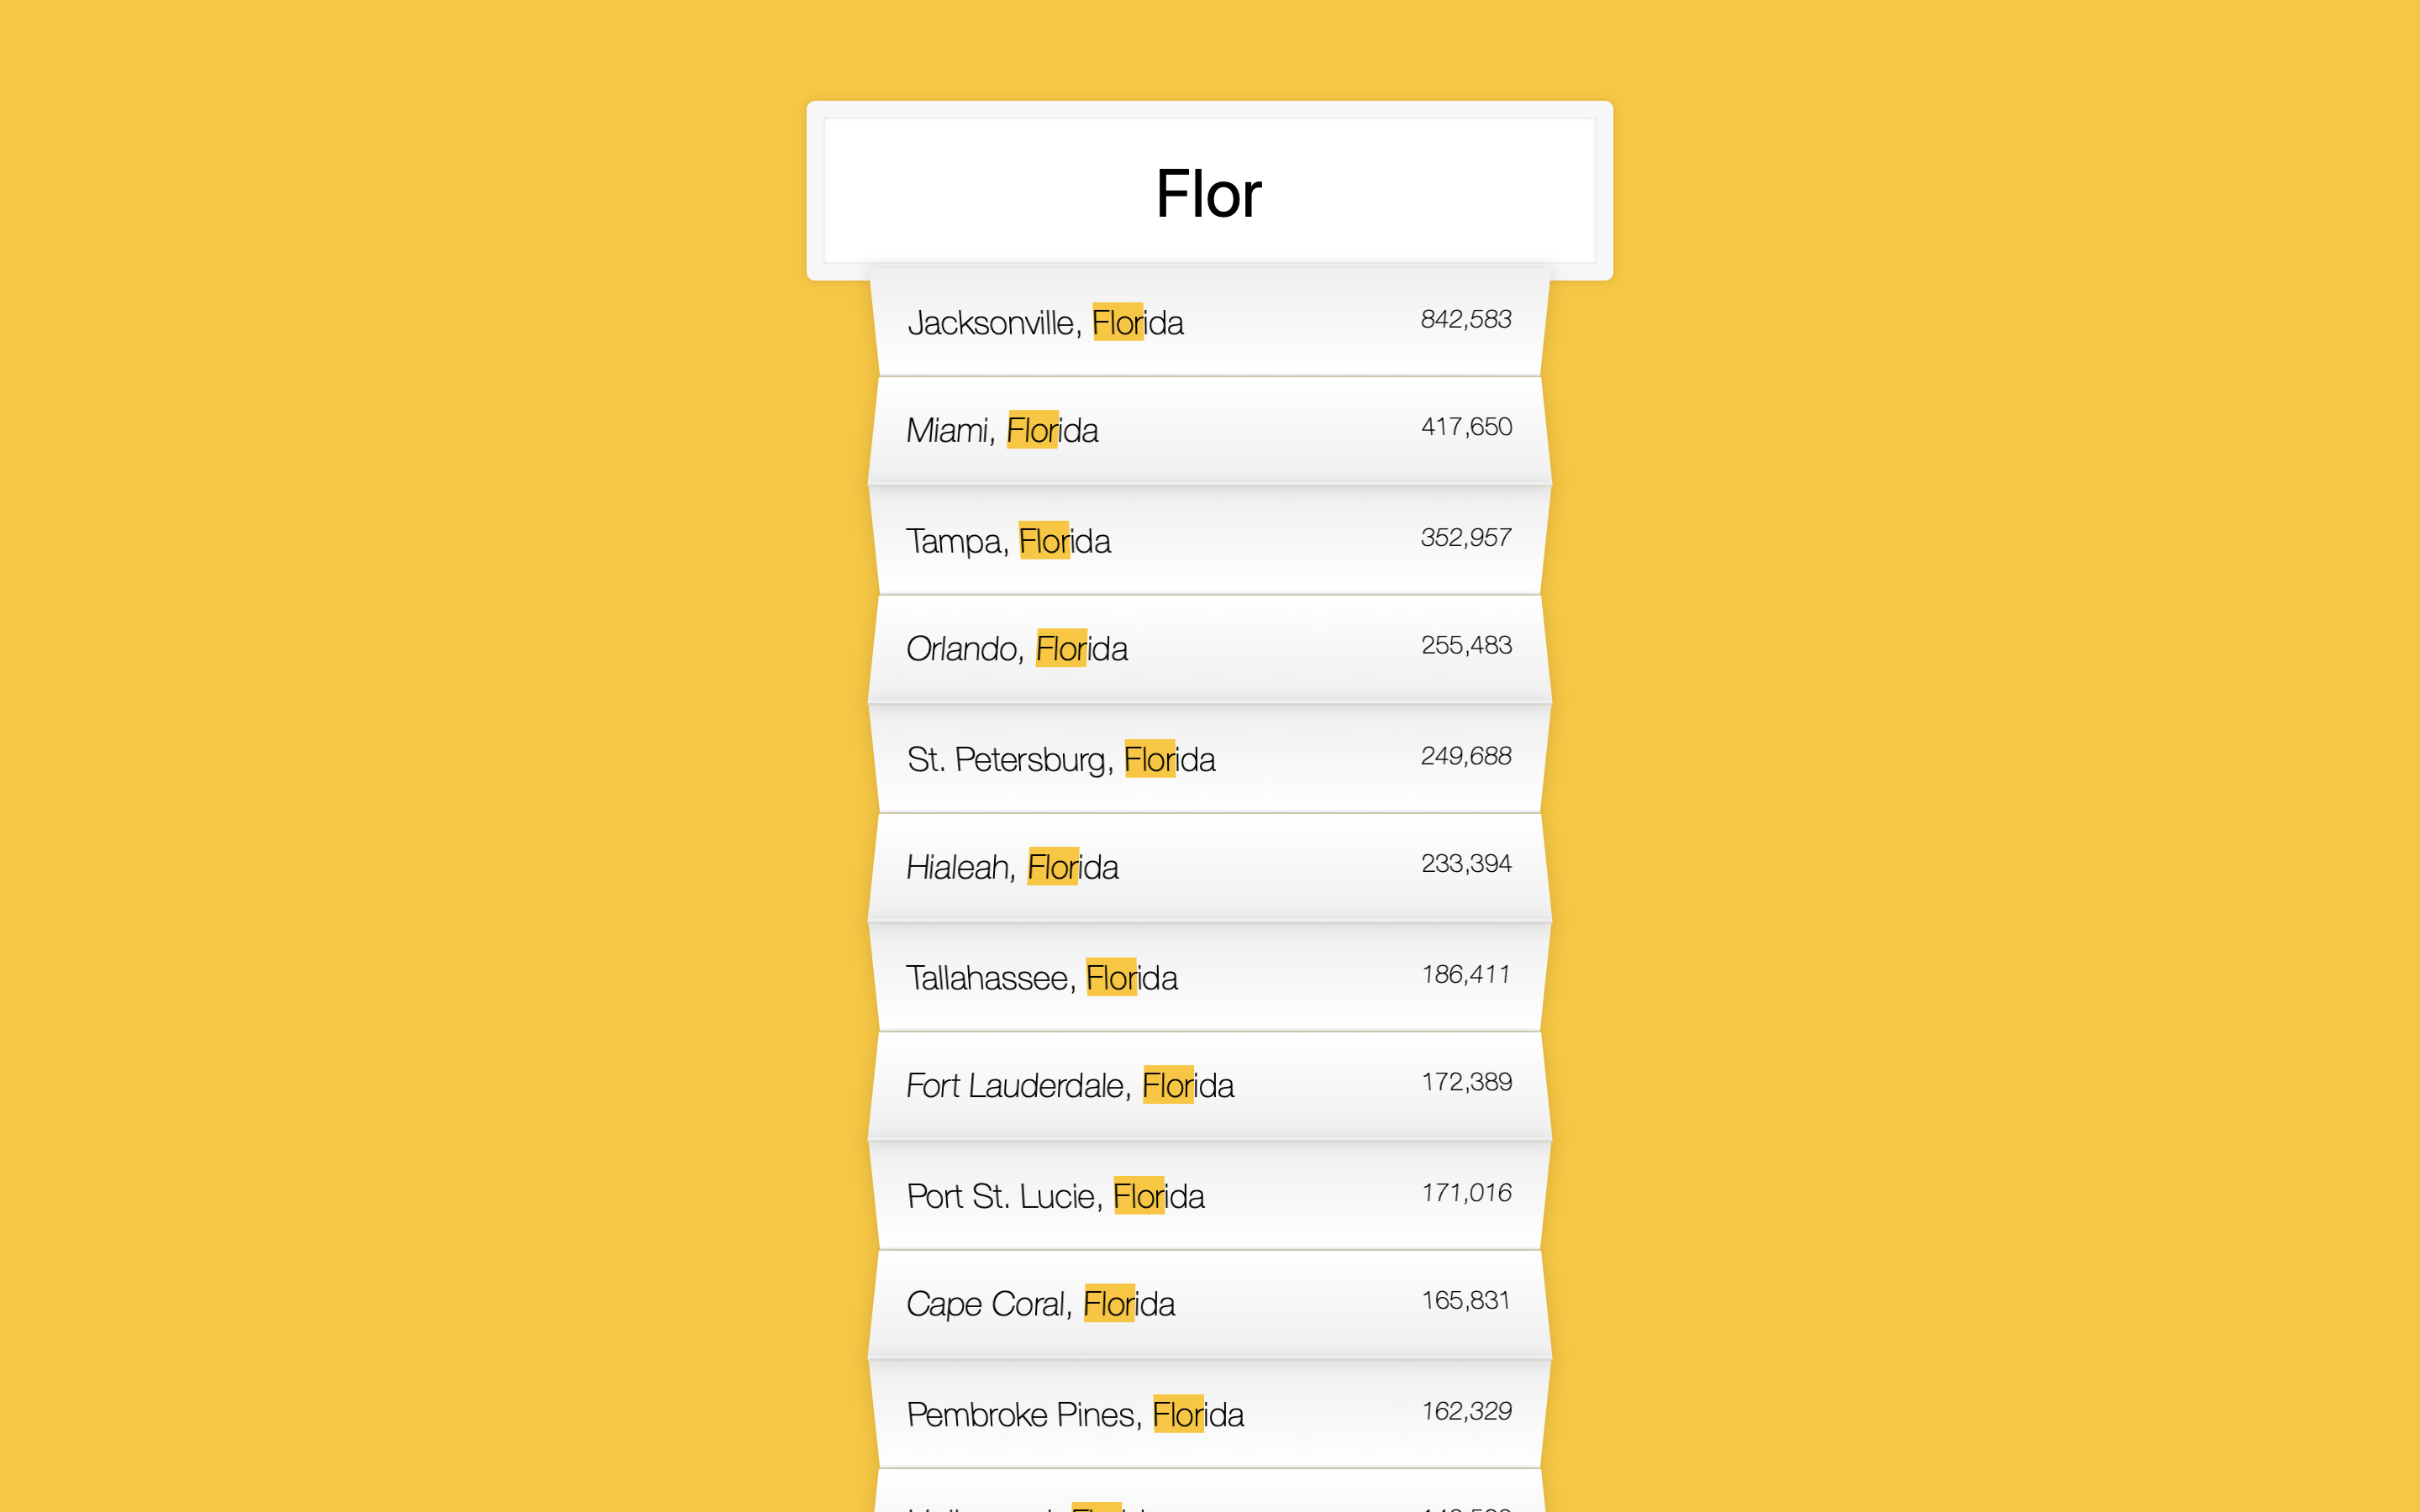 Flor
Jacksonville, Florida 842,583
Miami, Florida 417,650
Tampa, Florida 352,957
Orlando, Florida 255,483
St. Petersburg, Florida 249,688
Hialeah, Florida 233,394
Tallahassee, Florida 186,411
Fort Lauderdale, Florida 172,389
Port St. Lucie, Florida 171,016
Cape Coral, Florida 165,831
Pembroke Pines, Florida 162,329